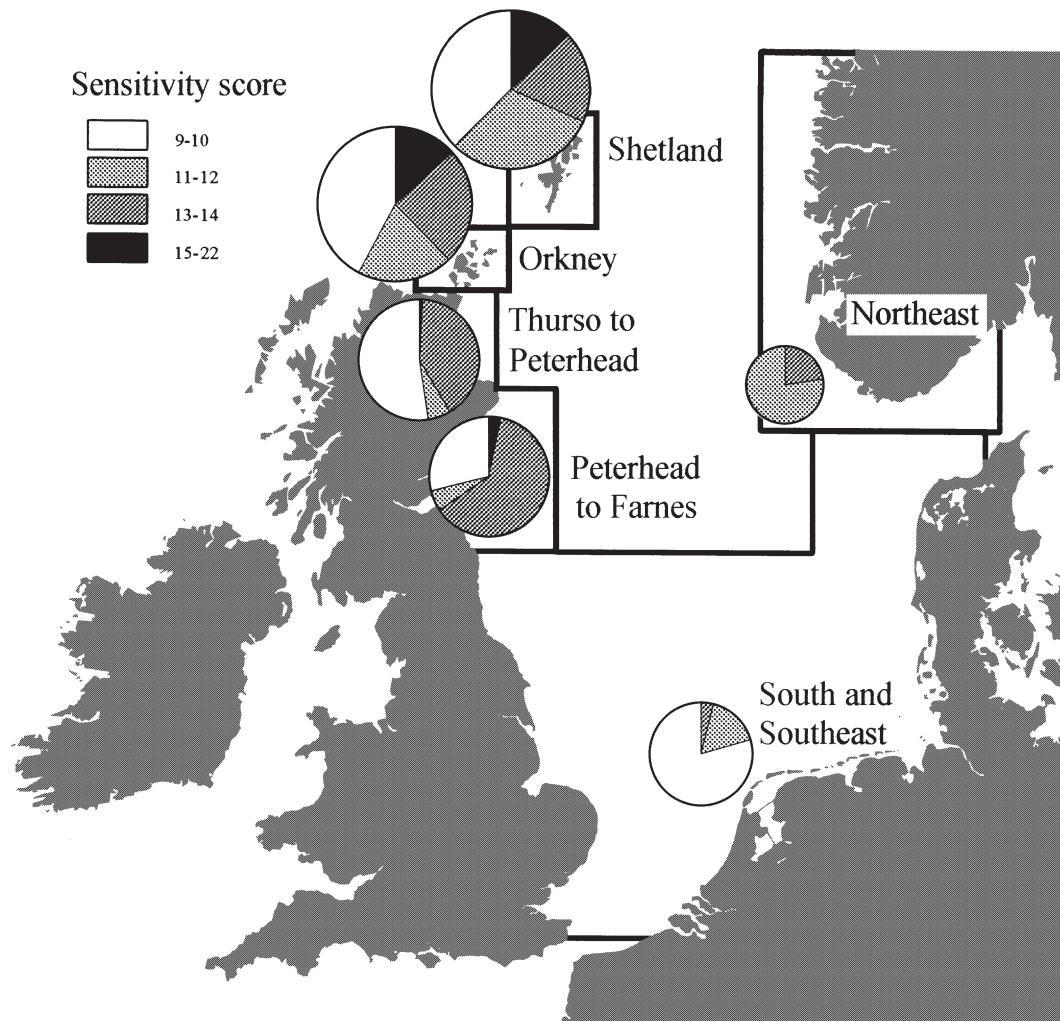 Sensitivity score
9-10
11-12
13-14
15-22
Shetland
Orkney
Thurso to
Peterhead
Northeast
Peterhead
to Farnes
South and
Southeast